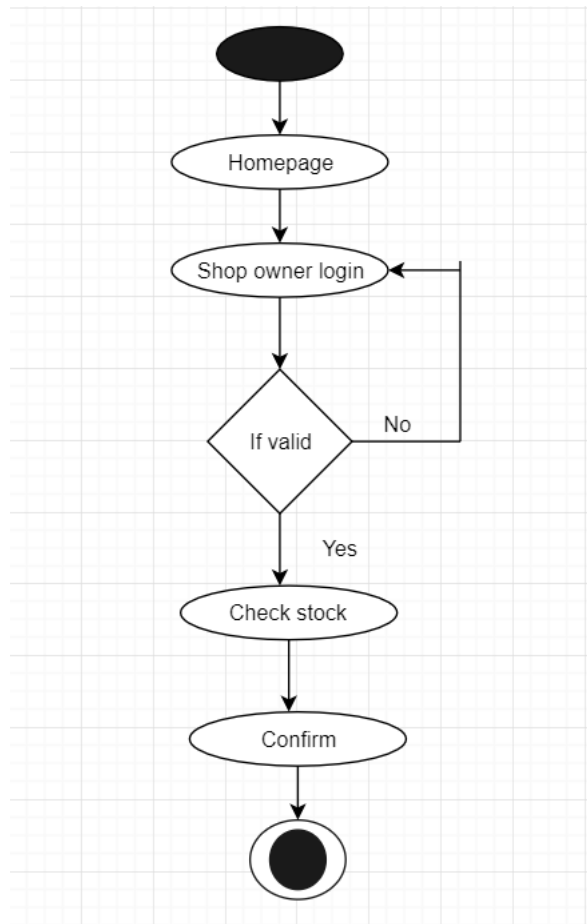 Homepage
Shop owner login
If valid
No
Yes
Check stock
Confirm